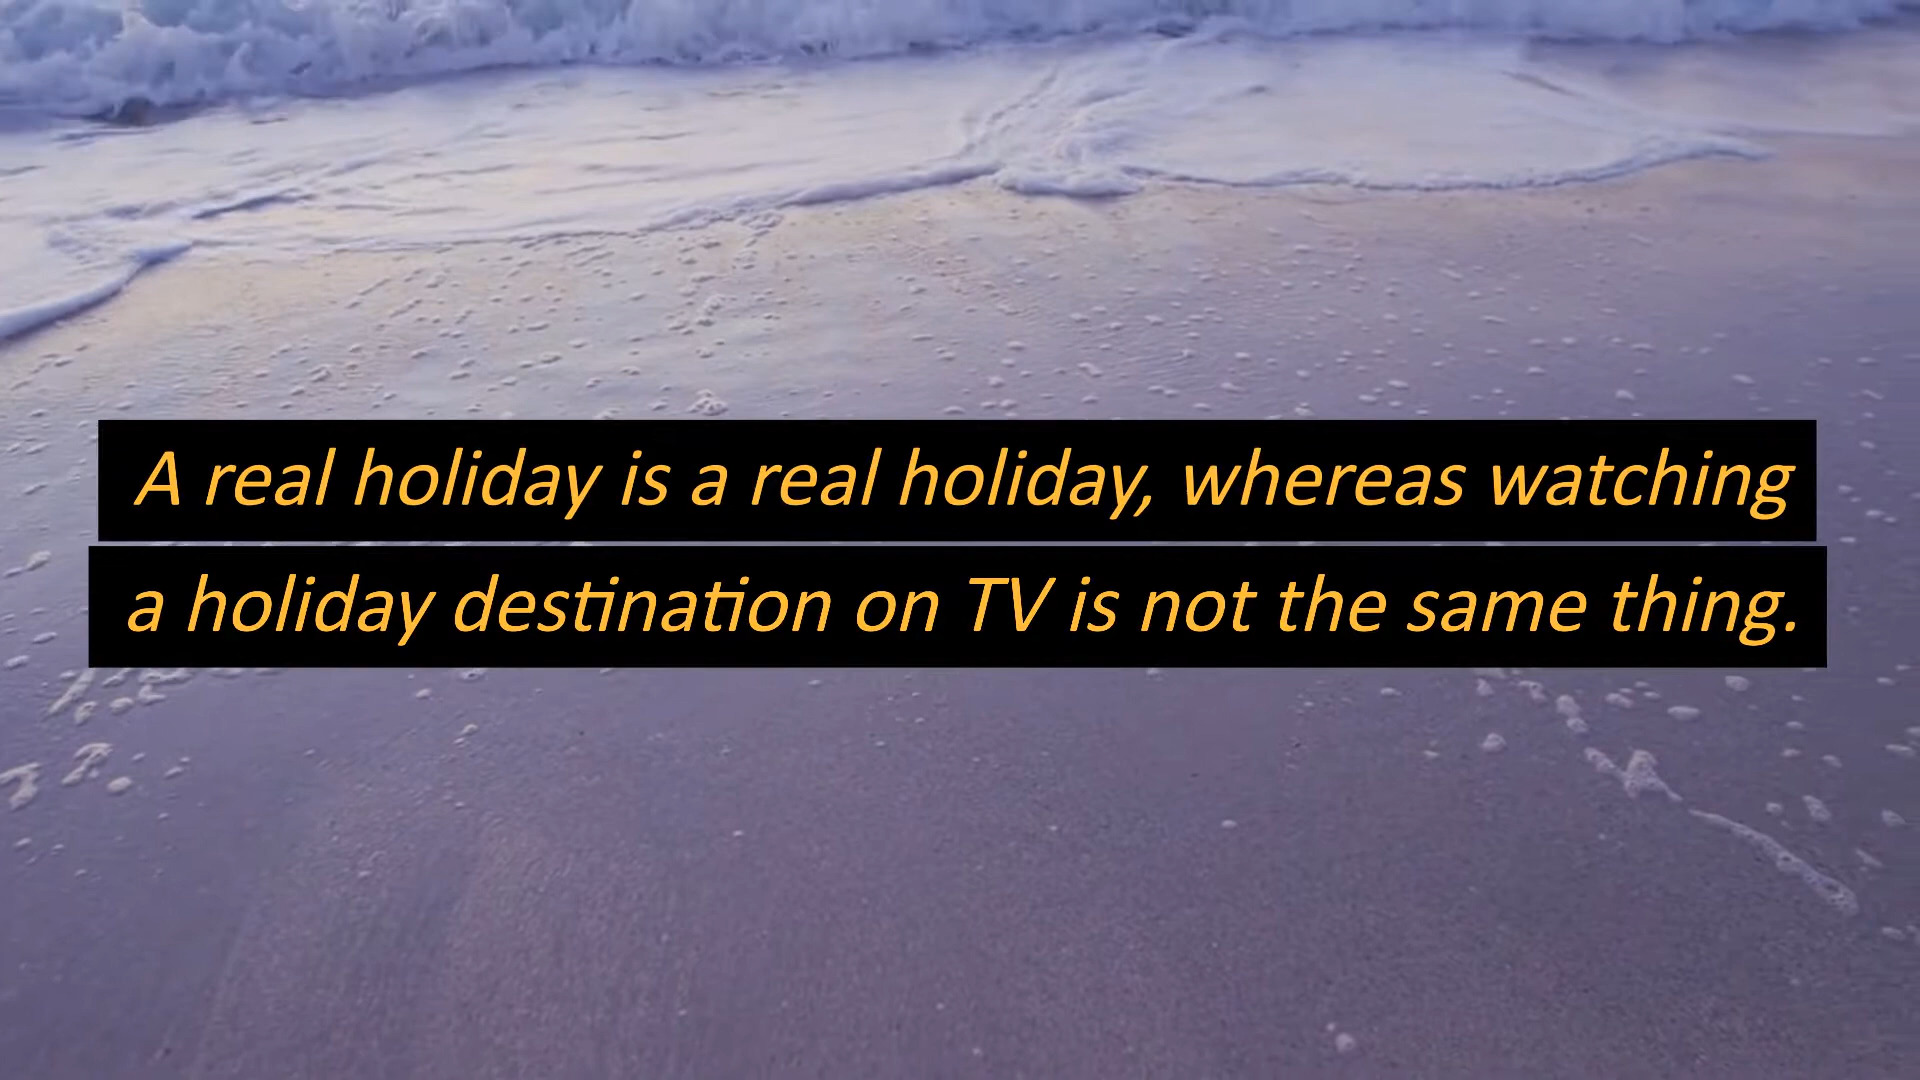 A real holiday is a real holiday, whereas watching
a holiday destination on TV is not the same thing.